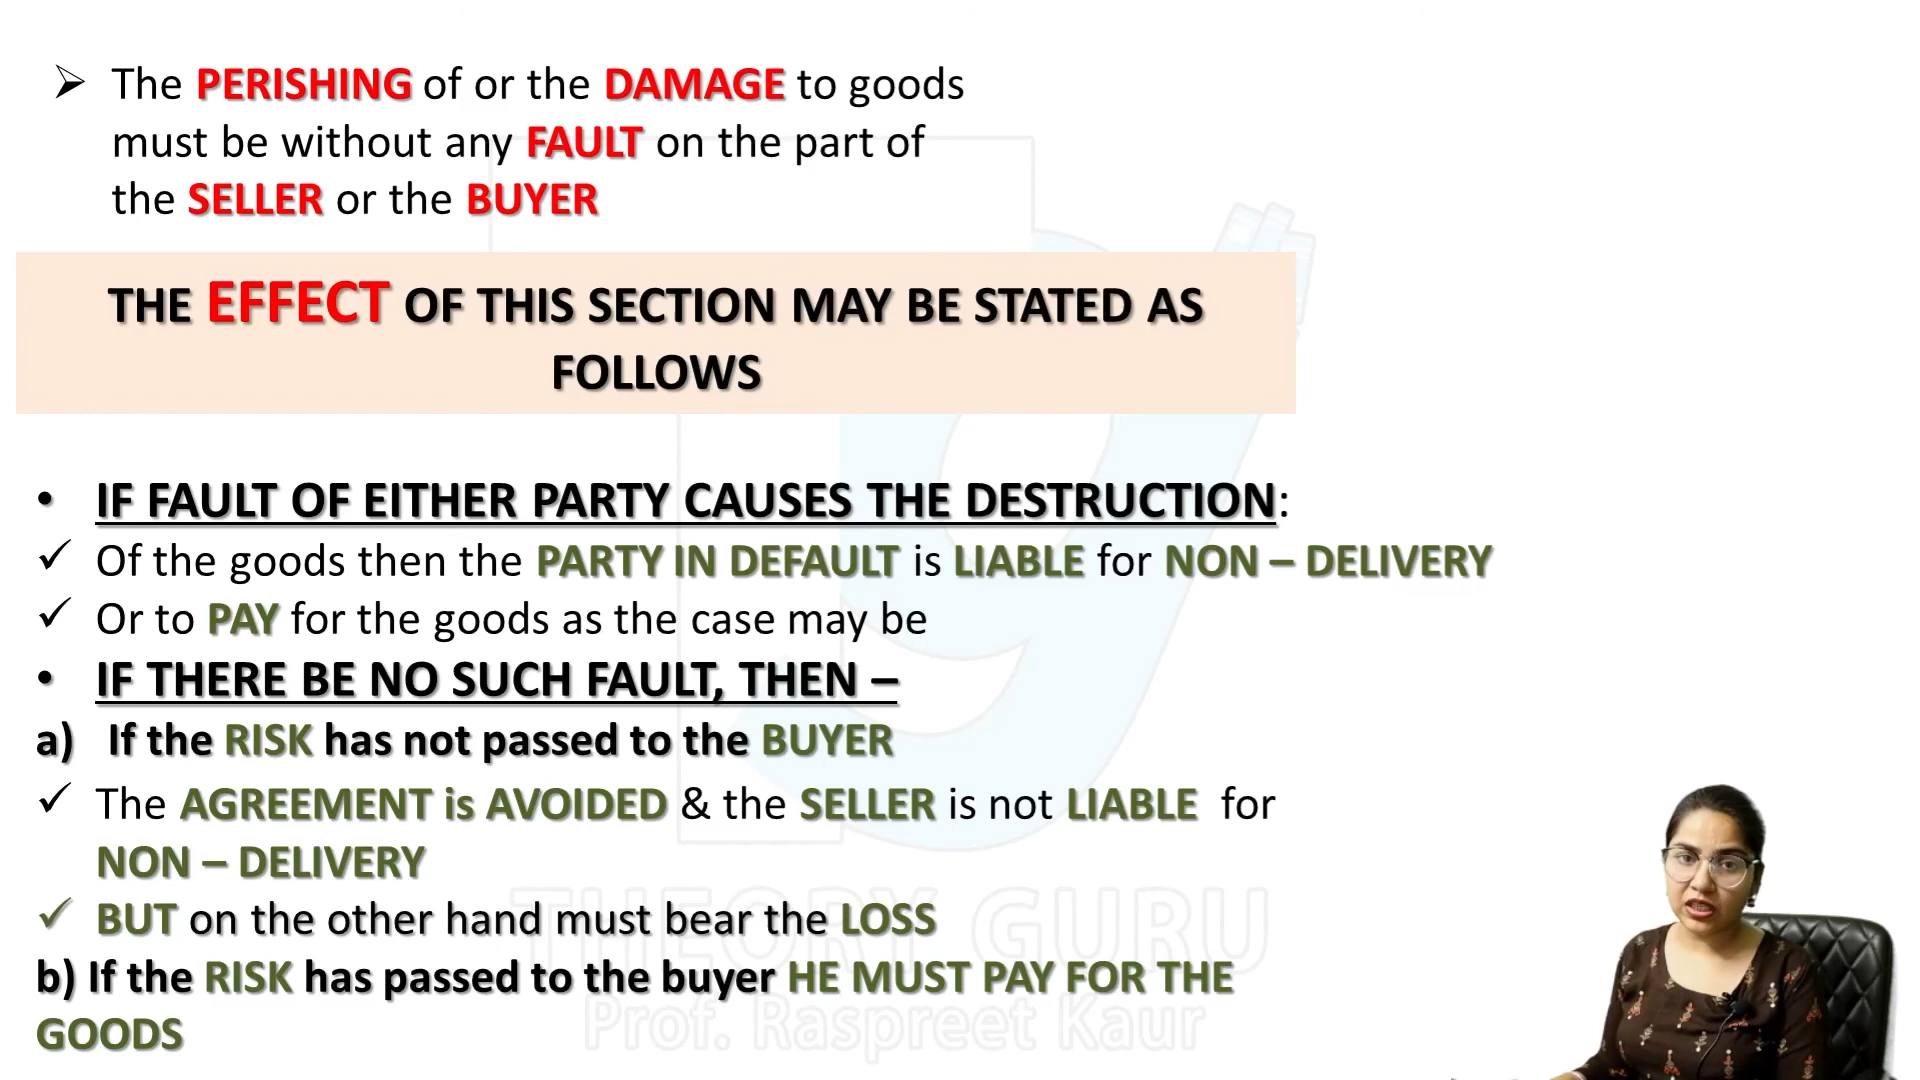 ➢ The PERISHING of or the DAMAGE to goods
must be without any FAULT on the part of
the SELLER or the BUYER
THE EFFECT OF THIS SECTION MAY BE STATED AS
FOLLOWS
• IF FAULT OF EITHER PARTY CAUSES THE DESTRUCTION:
✓ Of the goods then the PARTY IN DEFAULT is LIABLE for NON – DELIVERY
✓ Or to PAY for the goods as the case may be
• IF THERE BE NO SUCH FAULT, THEN –
a) If the RISK has not passed to the BUYER
✓ The AGREEMENT is AVOIDED & the SELLER is not LIABLE for
NON – DELIVERY
✓ BUT on the other hand must bear the LOSS
b) If the RISK has passed to the buyer HE MUST PAY FOR THE
GOODS
THEORY GURU
Prof. Raspreet Kaur